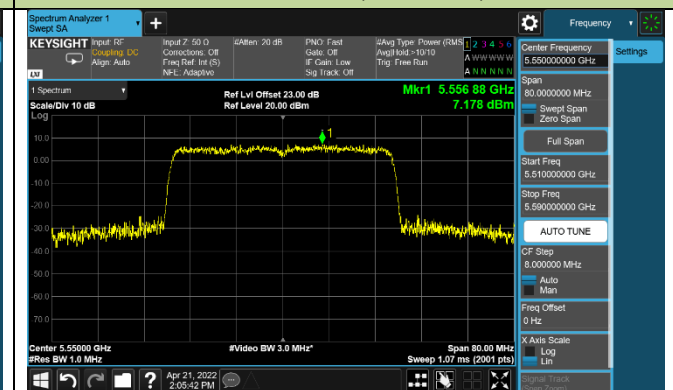 Spectrum Analyzer 1
Swept SA
Frequency
KEYSIGHT
Input: RF
Coupling: DC
Align: Auto
Input Z: 50 Ω
Corrections: Off
Freq Ref: Int (S)
NFE: Adaptive
#Atten: 20 dB
PNO: Fast
Gate: Off
IF Gain: Low
Sig Track: Off
#Avg Type: Power (RMS)
Avg|Hold:>10/10
Trig: Free Run
1 2 3 4 5 6
A W W W W W
A N N N N N
LXI
1 Spectrum
Scale/Div 10 dB
Ref Lvl Offset 23.00 dB
Ref Level 20.00 dBm
Mkr1 5.556 88 GHz
7.178 dBm
Log
10.0
0.00
-10.0
-20.0
-30.0
-40.0
-50.0
-60.0
-70.0
1
Center 5.55000 GHz
#Res BW 1.0 MHz
#Video BW 3.0 MHz*
Span 80.00 MHz
Sweep 1.07 ms (2001 pts)
Apr 21, 2022
2:05:42 PM
?
Center Frequency
5.550000000 GHz
Settings
Span
80.0000000 MHz
Swept Span
Zero Span
Full Span
Start Freq
5.510000000 GHz
Stop Freq
5.590000000 GHz
AUTO TUNE
CF Step
8.000000 MHz
Auto
Man
Freq Offset
0 Hz
X Axis Scale
Log
Lin
Signal Track
(Span Zoom)